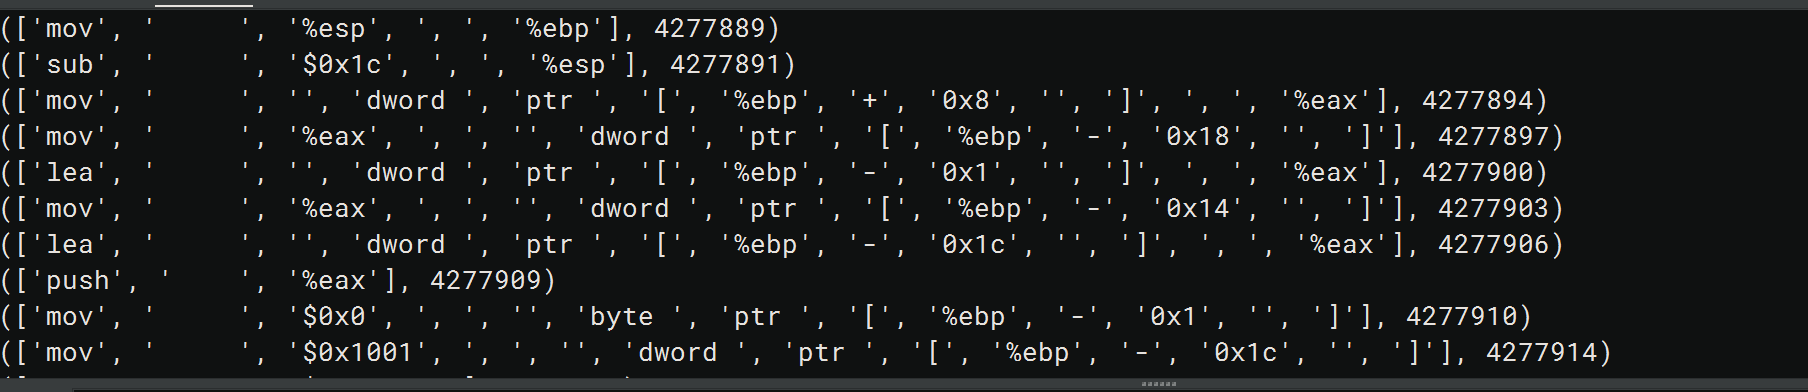 (['mov', '     ', '%esp', ', ', '%ebp'], 4277889)
(['sub', '     ', '$0x1c', ', ', '%esp'], 4277891)
(['mov', '     ', '', 'dword ', 'ptr ', '[', '%ebp', '+', '0x8', '', ']', ', ', '%eax'], 4277894)
(['mov', '     ', '%eax', ', ', '', 'dword ', 'ptr ', '[', '%ebp', '-', '0x18', '', ']'], 4277897)
(['lea', '     ', '', 'dword ', 'ptr ', '[', '%ebp', '-', '0x1', '', ']', ', ', '%eax'], 4277900)
(['mov', '     ', '%eax', ', ', '', 'dword ', 'ptr ', '[', '%ebp', '-', '0x14', '', ']'], 4277903)
(['lea', '     ', '', 'dword ', 'ptr ', '[', '%ebp', '-', '0x1c', '', ']', ', ', '%eax'], 4277906)
(['push', '    ', '%eax'], 4277909)
(['mov', '     ', '$0x0', ', ', '', 'byte ', 'ptr ', '[', '%ebp', '-', '0x1', '', ']'], 4277910)
(['mov', '     ', '$0x1001', ', ', '', 'dword ', 'ptr ', '[', '%ebp', '-', '0x1c', '', ']'], 4277914)